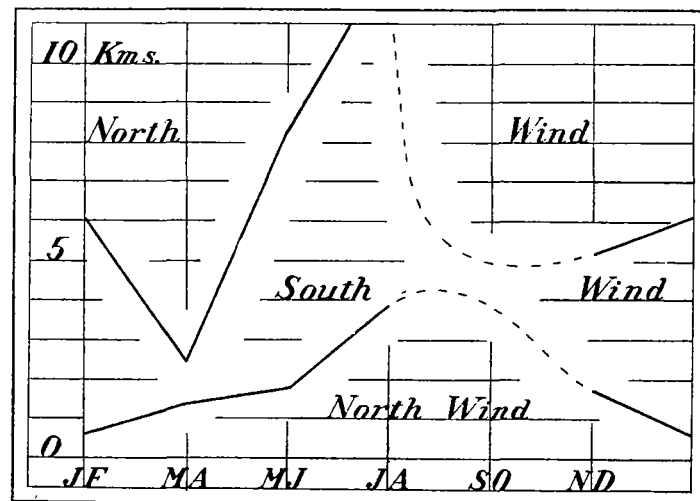 10 Kms.
North Wind
5
South Wind
North Wind
0
JF MA MJ JA SO ND